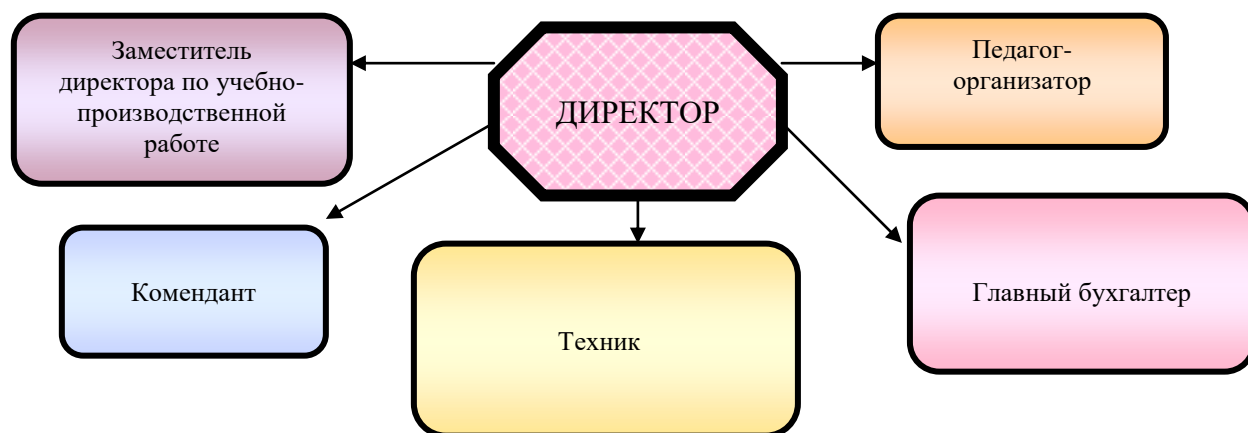 Заместитель
директора по учебно-
производственной
работе
ДИРЕКТОР
Педагог-
организатор
Комендант
Техник
Главный бухгалтер